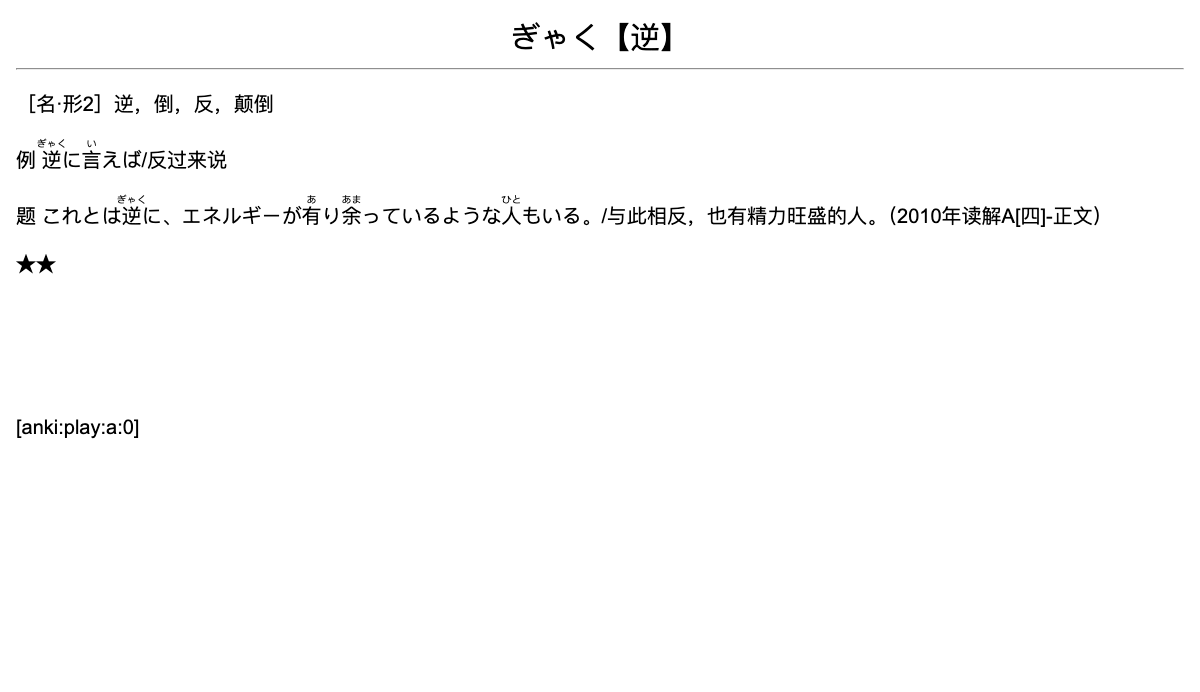 ぎゃく【逆】
［名·形2］逆，倒，反，颠倒
ぎゃく い
例 逆に言えば/反过来说
ぎゃく あ あま ひと
题 これとは逆に、エネルギーが有り余っているような人もいる。/与此相反，也有精力旺盛的人。（2010年读解A[四]-正文）
★★
[anki:play:a:0]